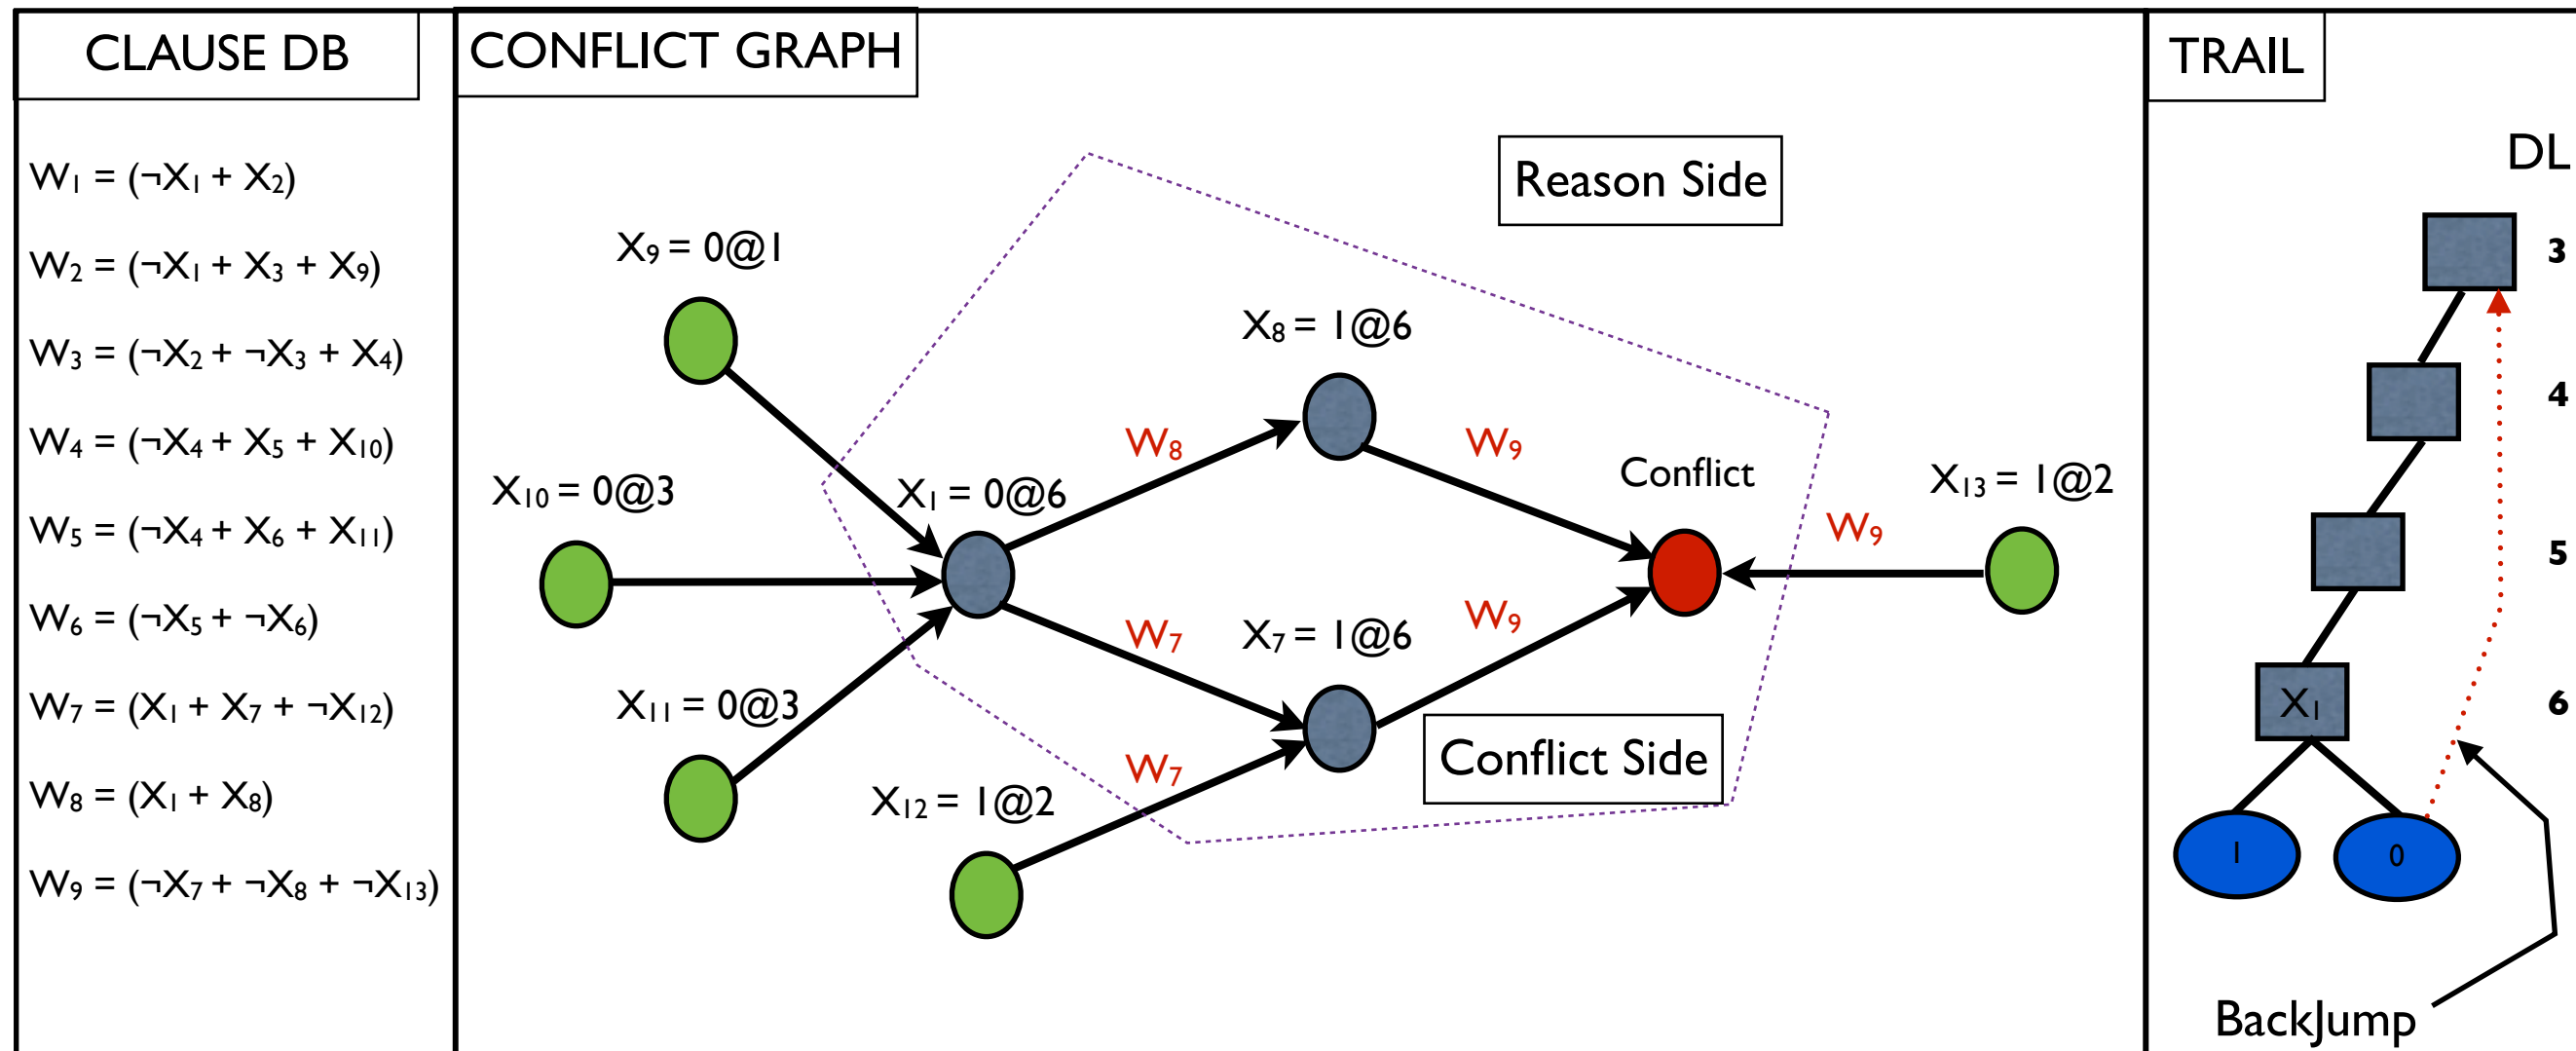 CLAUSE DB
W₁ = (¬X₁ + X₂)
W₂ = (¬X₁ + X₃ + X₉)
W₃ = (¬X₂ + ¬X₃ + X₄)
W₄ = (¬X₄ + X₅ + X₁₀)
W₅ = (¬X₄ + X₆ + X₁₁)
W₆ = (¬X₅ + ¬X₆)
W₇ = (X₁ + X₇ + ¬X₁₂)
W₈ = (X₁ + X₈)
W₉ = (¬X₇ + ¬X₈ + ¬X₁₃)
CONFLICT GRAPH
Reason Side
X₉ = 0@1
X₈ = 1@6
W₈
W₉
Conflict
X₁₀ = 0@3
X₁ = 0@6
X₁₃ = 1@2
W₉
W₇
X₇ = 1@6
W₉
X₁₁ = 0@3
Conflict Side
W₇
X₁₂ = 1@2
TRAIL
DL
3
4
5
X₁
6
1
0
BackJump